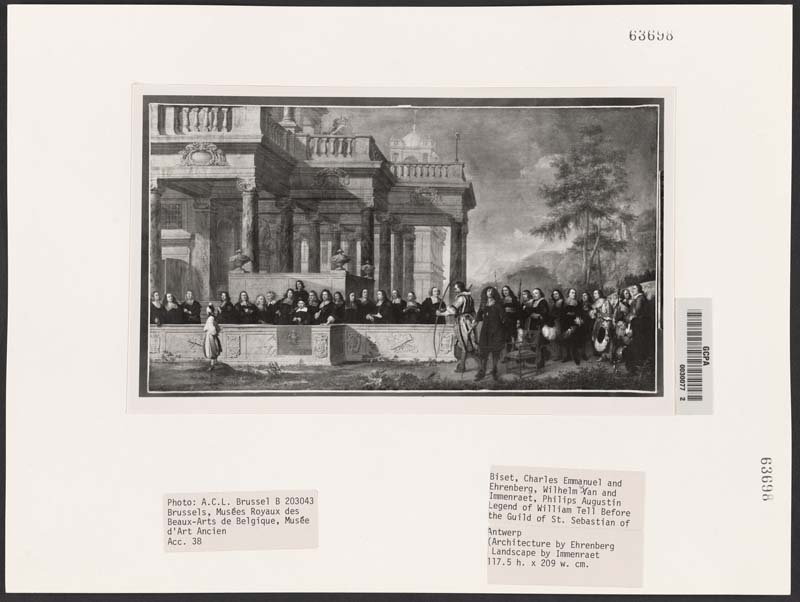 63698
GCPA
0030077 2
63698
Photo: A.C.L. Brussel B 203043
Brussels, Musées Royaux des
Beaux-Arts de Belgique, Musée
d'Art Ancien
Acc. 38
Biset, Charles Emmanuel and
Ehrenberg, Wilhelm Van and
Immenraet, Philips Augustin
Legend of William Tell Before
the Guild of St. Sebastian of
Antwerp
(Architecture by Ehrenberg
Landscape by Immenraet
117.5 h. x 209 w. cm.